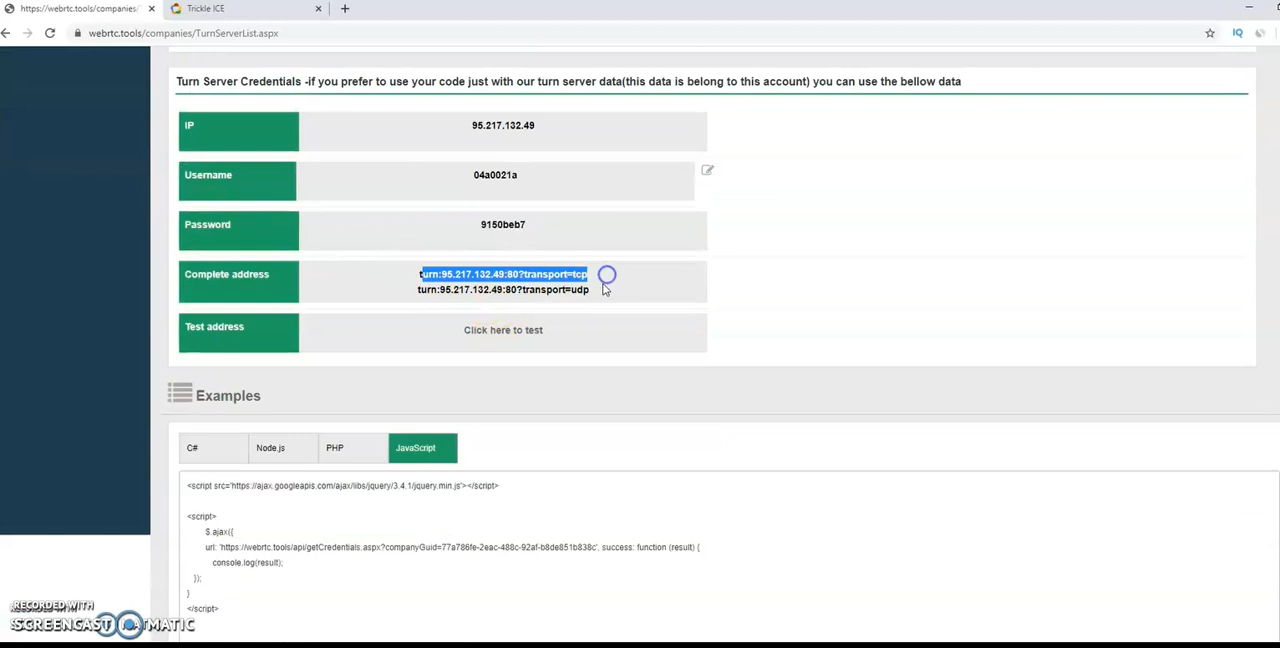 https://webrtc.tools/companies/
Trickle ICE
webrtc.tools/companies/TurnServerList.aspx
IQ
Turn Server Credentials -if you prefer to use your code just with our turn server data(this data is belong to this account) you can use the bellow data
IP
95.217.132.49
Username
04a0021a
Password
9150beb7
Complete address
turn:95.217.132.49:80?transport=tcp
turn:95.217.132.49:80?transport=udp
Test address
Click here to test
Examples
C#
Node.js
PHP
JavaScript
<script src='https://ajax.googleapis.com/ajax/libs/jquery/3.4.1/jquery.min.js'></script>
<script>
$.ajax({
url: 'https://webrtc.tools/api/getCredentials.aspx?companyGuid=77a786fe-2eac-488c-92af-b8de851b838c', success: function (result) {
console.log(result);
});
}
</script>
RECORDED WITH
SCREENCAST MATIC